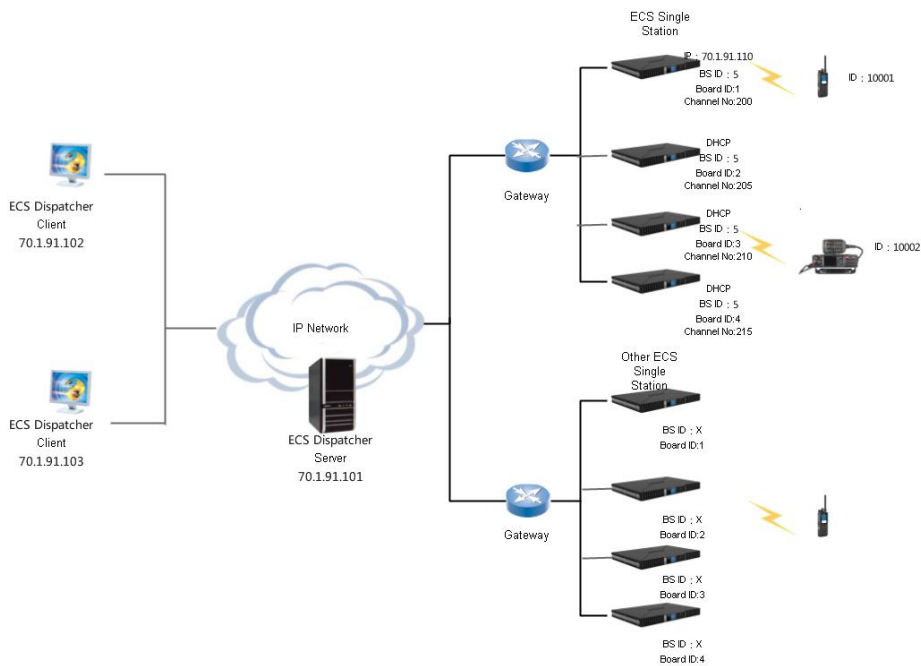 ECS Single
Station
IP：70.1.91.110
BS ID：5
Board ID:1
Channel No:200
ID：10001
DHCP
BS ID：5
Board ID:2
Channel No:205
Gateway
DHCP
BS ID：5
Board ID:3
Channel No:210
ID：10002
DHCP
BS ID：5
Board ID:4
Channel No:215
ECS Dispatcher
Client
70.1.91.102
IP Network
ECS Dispatcher
Server
70.1.91.101
ECS Dispatcher
Client
70.1.91.103
Other ECS
Single
Station
BS ID：X
Board ID:1
Gateway
BS ID：X
Board ID:2
BS ID：X
Board ID:3
BS ID：X
Board ID:4